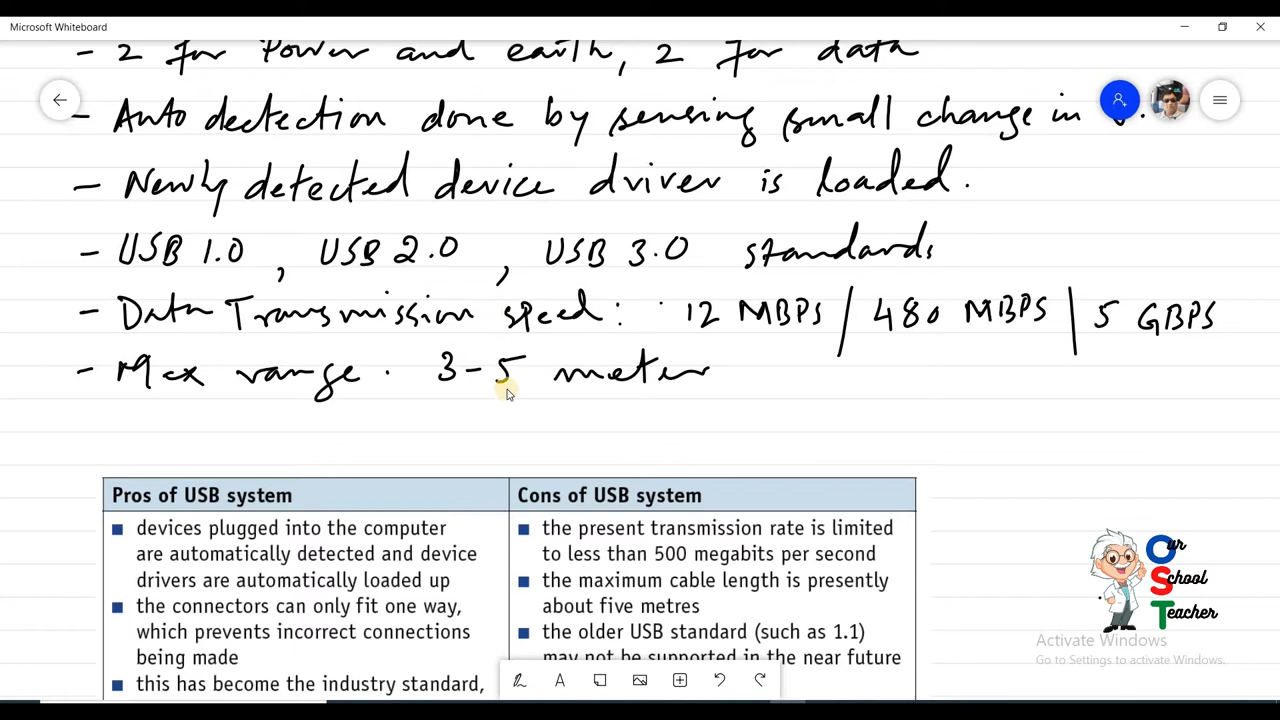 Microsoft Whiteboard
- 2 for Power and earth, 2 for data
- Auto dectection done by sensing small change in V.
- Newly detected device driver is loaded.
- USB 1.0 , USB 2.0 , USB 3.0 standards
- Data Transmission speed: 12 MBPS / 480 MBPS | 5 GBPS
- Max range. 3-5 meter
Pros of USB system
■ devices plugged into the computer
are automatically detected and device
drivers are automatically loaded up
■ the connectors can only fit one way,
which prevents incorrect connections
being made
■ this has become the industry standard,
Cons of USB system
■ the present transmission rate is limited
to less than 500 megabits per second
■ the maximum cable length is presently
about five metres
■ the older USB standard (such as 1.1)
may not be supported in the near future
Our
School
Teacher
Activate Windows
Go to Settings to activate Windows.